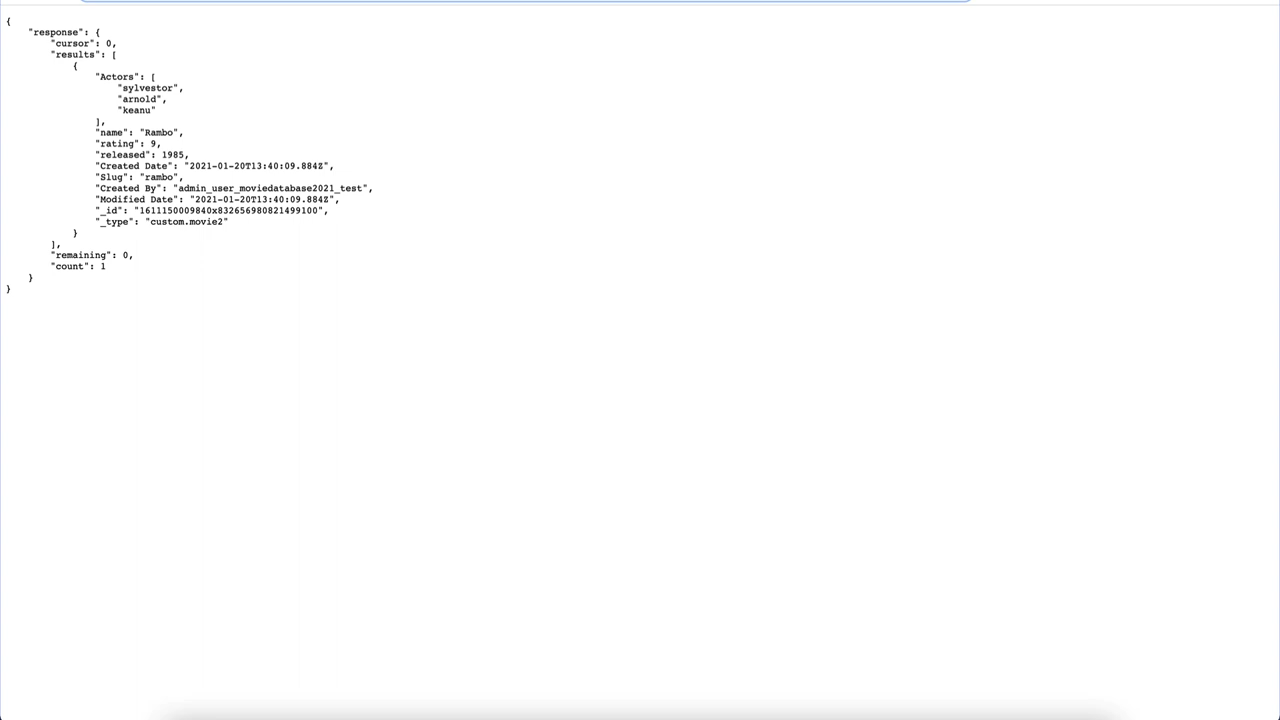 {
    "response": {
        "cursor": 0,
        "results": [
            {
                "Actors": [
                    "sylvestor",
                    "arnold",
                    "keanu"
                ],
                "name": "Rambo",
                "rating": 9,
                "released": 1985,
                "Created Date": "2021-01-20T13:40:09.884Z",
                "Slug": "rambo",
                "Created By": "admin_user_moviedatabase2021_test",
                "Modified Date": "2021-01-20T13:40:09.884Z",
                "_id": "1611150009840x832656980821499100",
                "_type": "custom.movie2"
            }
        ],
        "remaining": 0,
        "count": 1
    }
}